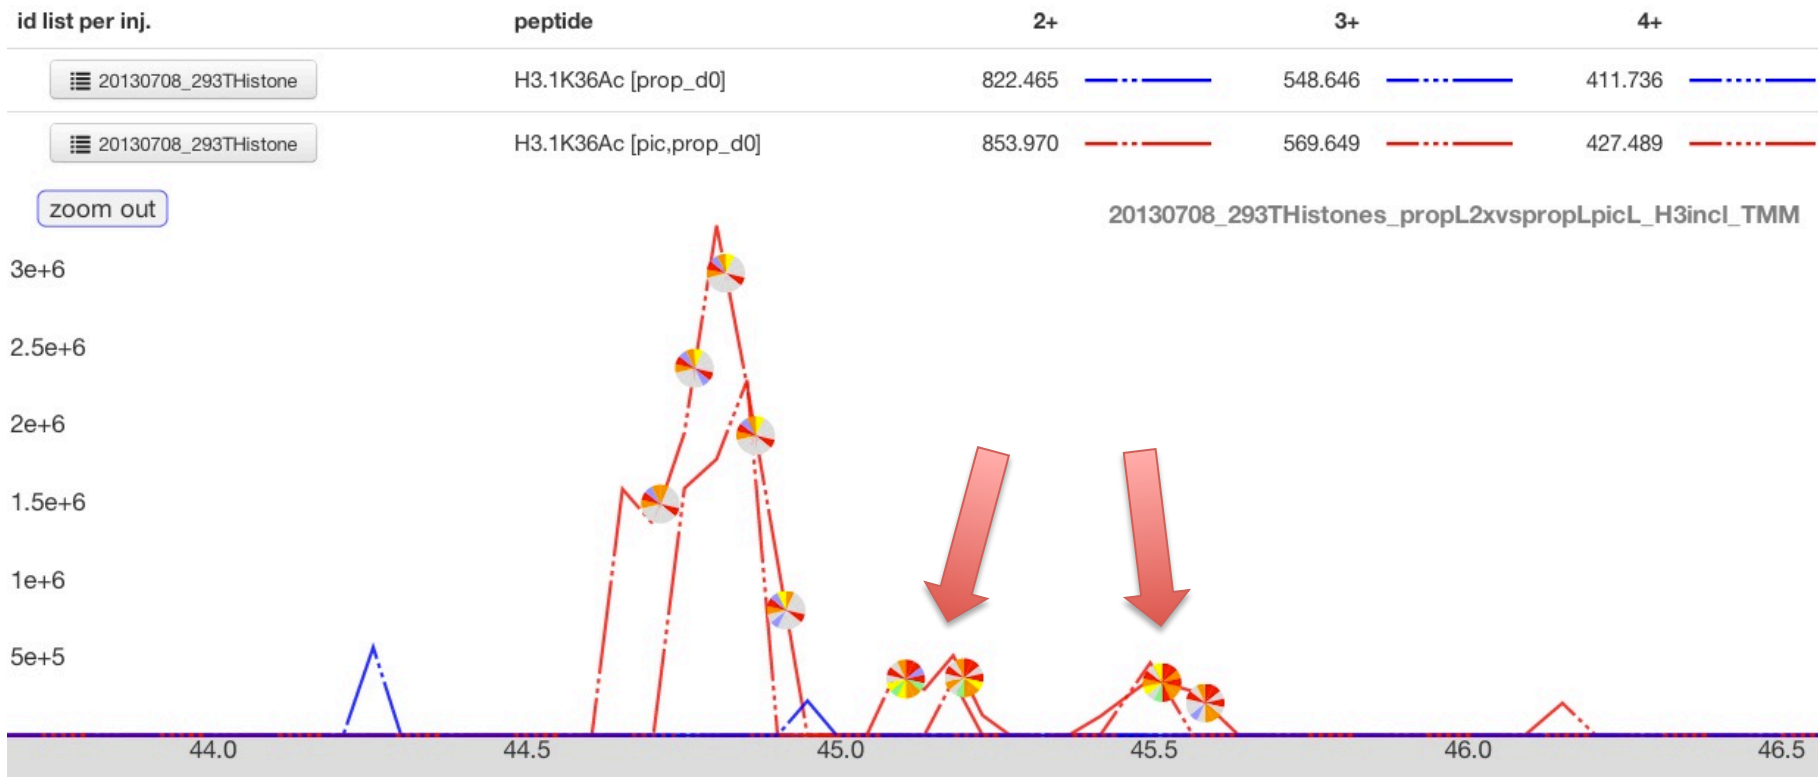 id list per inj. peptide 2+ 3+ 4+
20130708_293THistone H3.1K36Ac [prop_d0] 822.465 548.646 411.736
20130708_293THistone H3.1K36Ac [pic,prop_d0] 853.970 569.649 427.489
zoom out
20130708_293THistones_propL2xvspropLpicL_H3incl_TMM
3e+6
2.5e+6
2e+6
1.5e+6
1e+6
5e+5
44.0 44.5 45.0 45.5 46.0 46.5